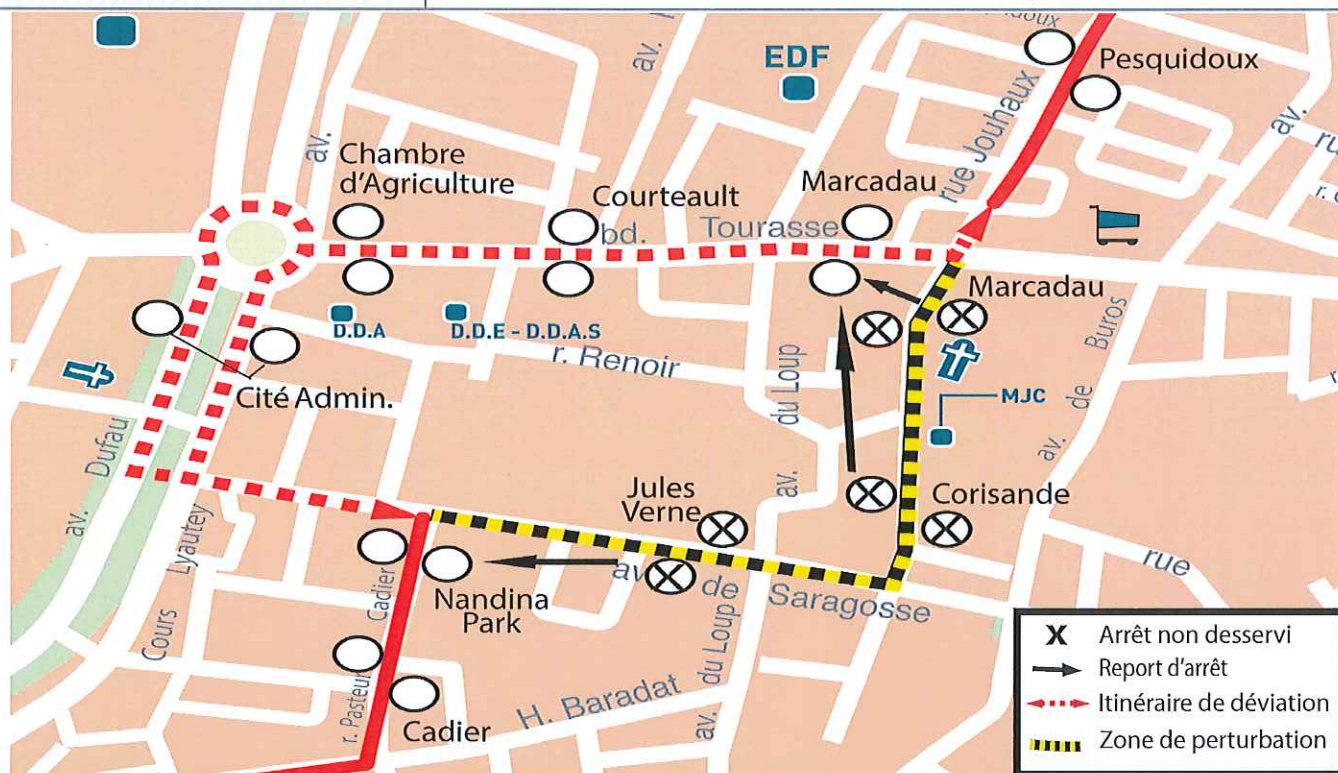 EDF
Pesquidoux
rue Jouhaux
av.
av.
av.
av.
Chambre
d'Agriculture
Courteault
Marcadau
bd. Tourasse
D.D.A
D.D.E - D.D.A.S
r. Renoir
Marcadau
Cité Admin.
MJC
av. du Loup
av. de Buros
av. Dufau
Cours Lyautey
Jules
Verne
Corisande
av. de Saragosse
rue
Nandina
Park
Cadier
r. Pasteur
Cadier
H. Baradat
av. du Loup
X Arrêt non desservi
Report d'arrêt
Itinéraire de déviation
Zone de perturbation